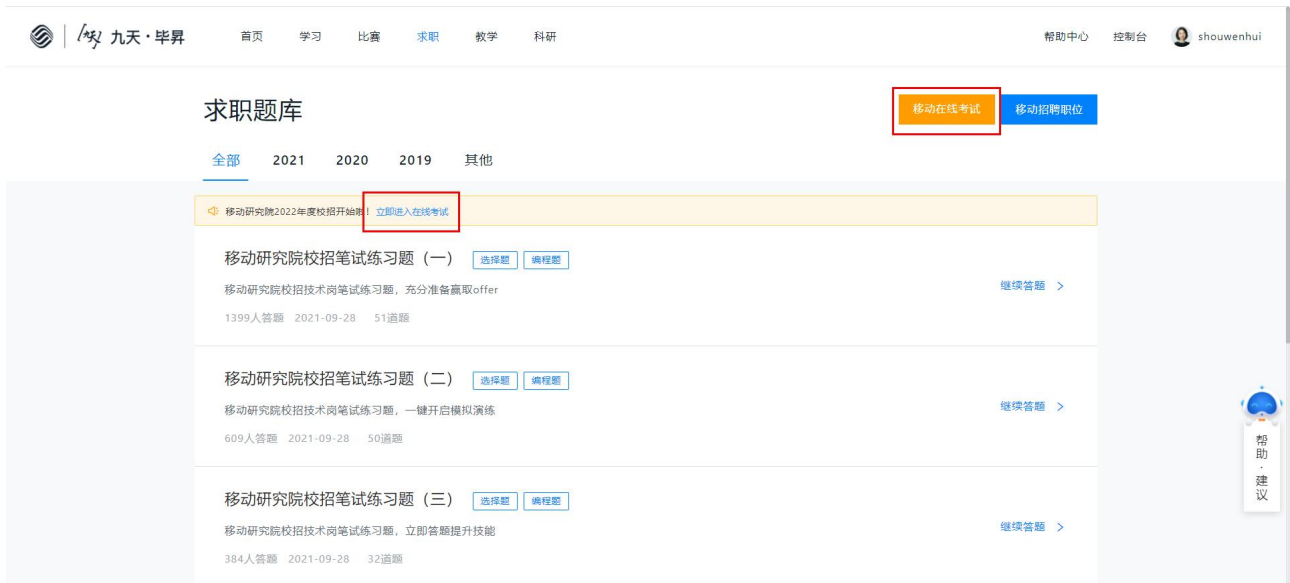 九天·毕昇 首页 学习 比赛 求职 教学 科研 帮助中心 控制台 shouwenhui
求职题库 移动在线考试 移动招聘职位
全部 2021 2020 2019 其他
移动研究院2022年度校招开始啦！ 立即进入在线考试
移动研究院校招笔试练习题（一） 选择题 编程题
移动研究院校招技术岗笔试练习题，充分准备赢取offer 继续答题
1399人答题 2021-09-28 51道题
移动研究院校招笔试练习题（二） 选择题 编程题
移动研究院校招技术岗笔试练习题，一键开启模拟演练 继续答题
609人答题 2021-09-28 50道题
移动研究院校招笔试练习题（三） 选择题 编程题
移动研究院校招技术岗笔试练习题，立即答题提升技能 继续答题
384人答题 2021-09-28 32道题
帮助·建议